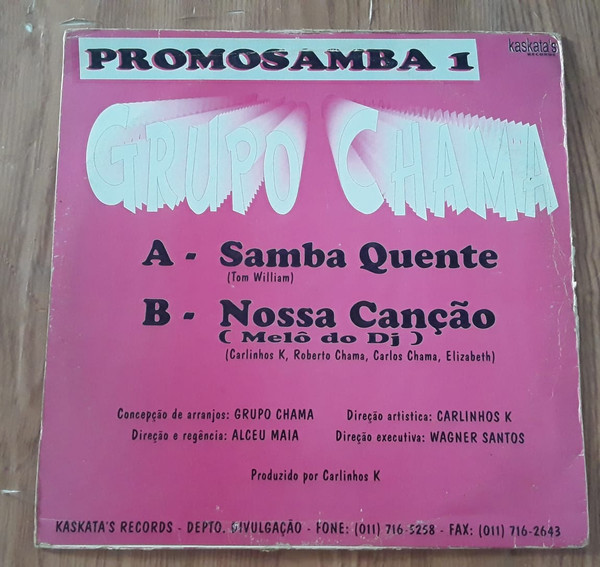 PROMOSAMBA 1
kaskata's
RECORDS
GRUPO CHAMA
A - Samba Quente
(Tom William)
B - Nossa Canção
( Melô do Dj )
(Carlinhos K, Roberto Chama, Carlos Chama, Elizabeth)
Concepção de arranjos: GRUPO CHAMA
Direção artistica: CARLINHOS K
Direção e regência: ALCEU MAIA
Direção executiva: WAGNER SANTOS
Produzido por Carlinhos K
KASKATA'S RECORDS - DEPTO. DIVULGAÇÃO - FONE: (011) 716-5258 - FAX: (011) 716-2643